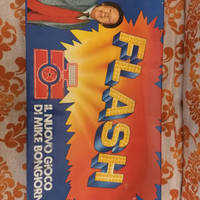 FLASH
IL NUOVO GIOCO
DI MIKE BONGIORNO